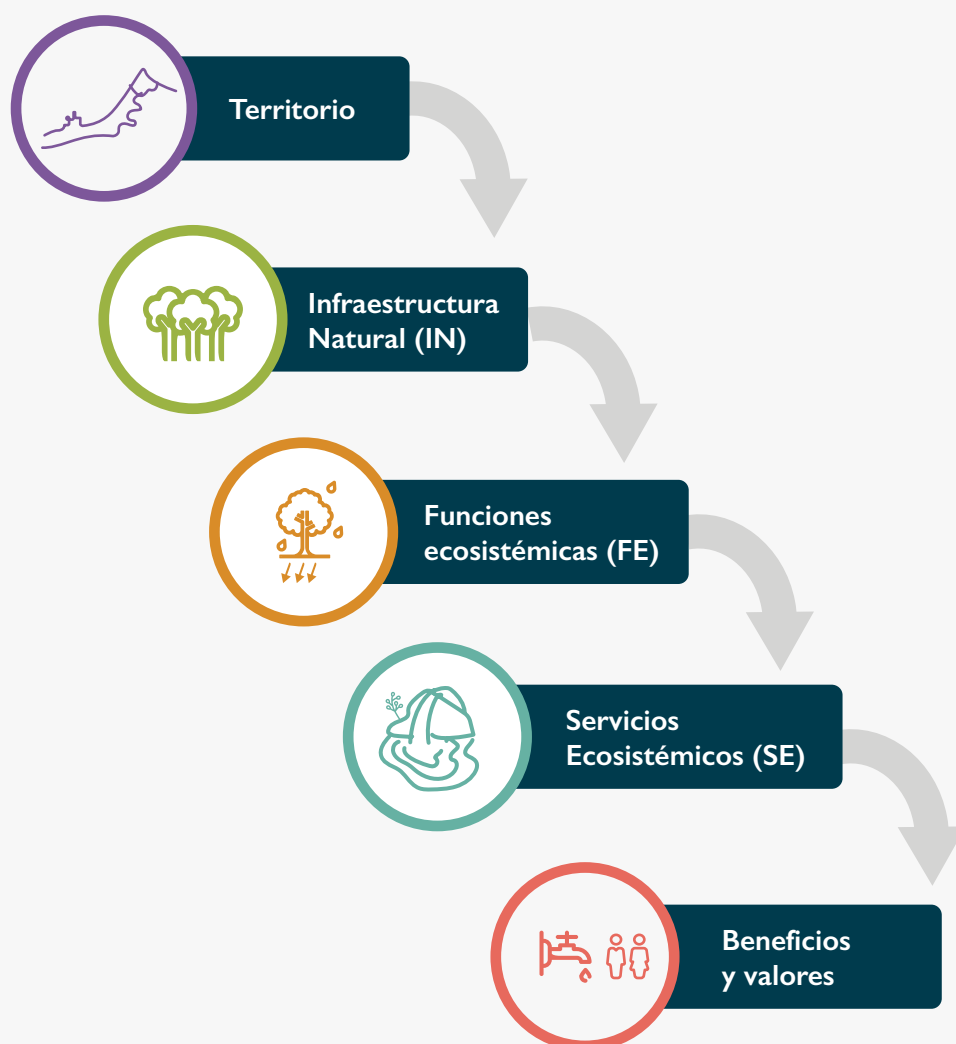 Territorio
Infraestructura
Natural (IN)
Funciones
ecosistémicas (FE)
Servicios
Ecosistémicos (SE)
Beneficios
y valores